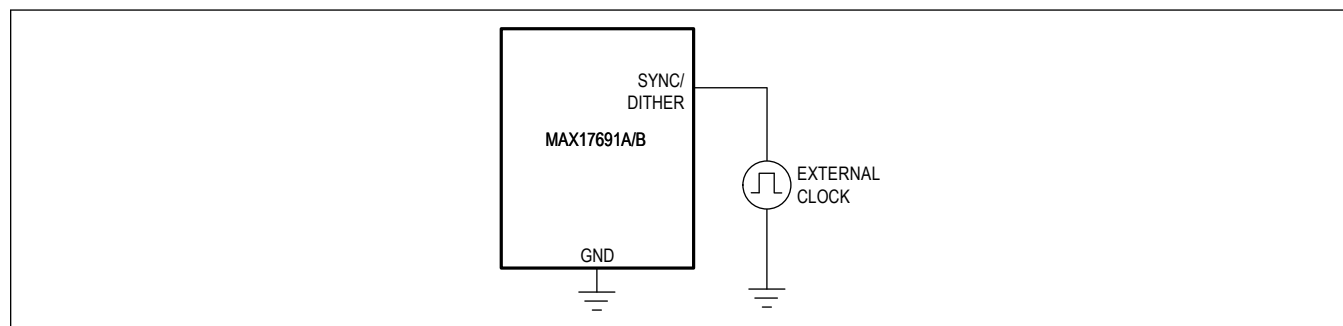 SYNC/
DITHER
MAX17691A/B
EXTERNAL
CLOCK
GND